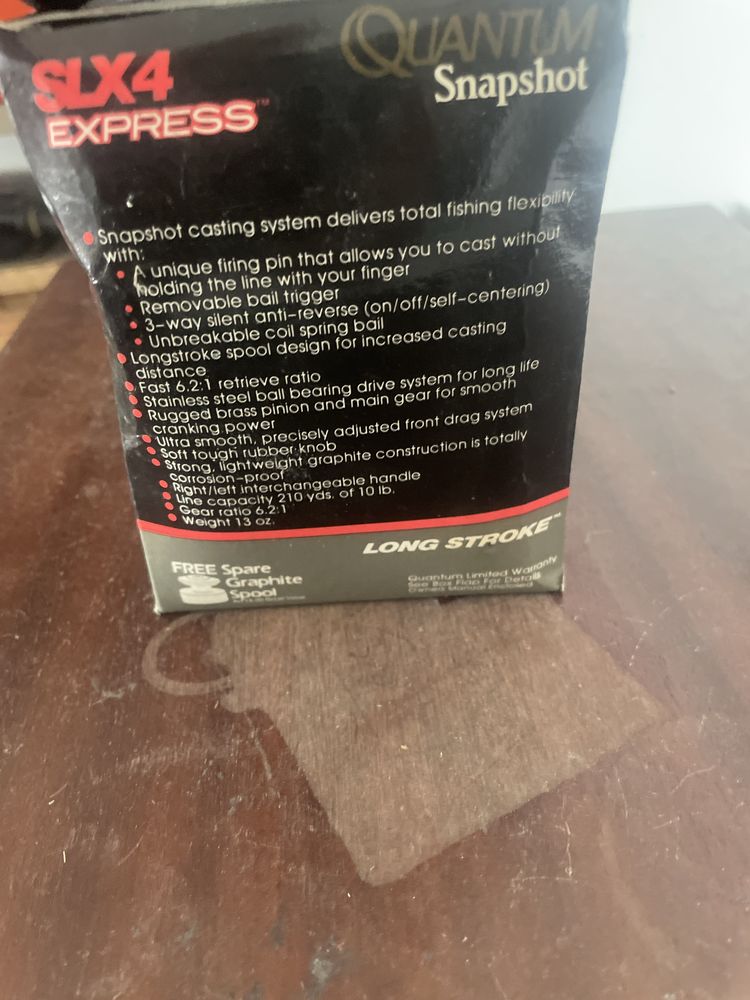 SLX4
EXPRESS™
QUANTUM
Snapshot
• Snapshot casting system delivers total fishing flexibility
with:
• A unique firing pin that allows you to cast without
holding the line with your finger
• Removable bail trigger
• 3-way silent anti-reverse (on/off/self-centering)
• Unbreakable coil spring bail
• Longstroke spool design for increased casting
distance
• Fast 6.2:1 retrieve ratio
• Stainless steel ball bearing drive system for long life
• Rugged brass pinion and main gear for smooth
cranking power
• Ultra smooth, precisely adjusted front drag system
• Soft tough rubber knob
• Strong, lightweight graphite construction is totally
corrosion-proof
• Right/left interchangeable handle
• Line capacity 210 yds. of 10 lb.
• Gear ratio 6.2:1
• Weight 13 oz.
LONG STROKE™
FREE Spare
Graphite
Spool
Quantum Limited Warranty
See Box Flap For Details
Owners Manual Enclosed